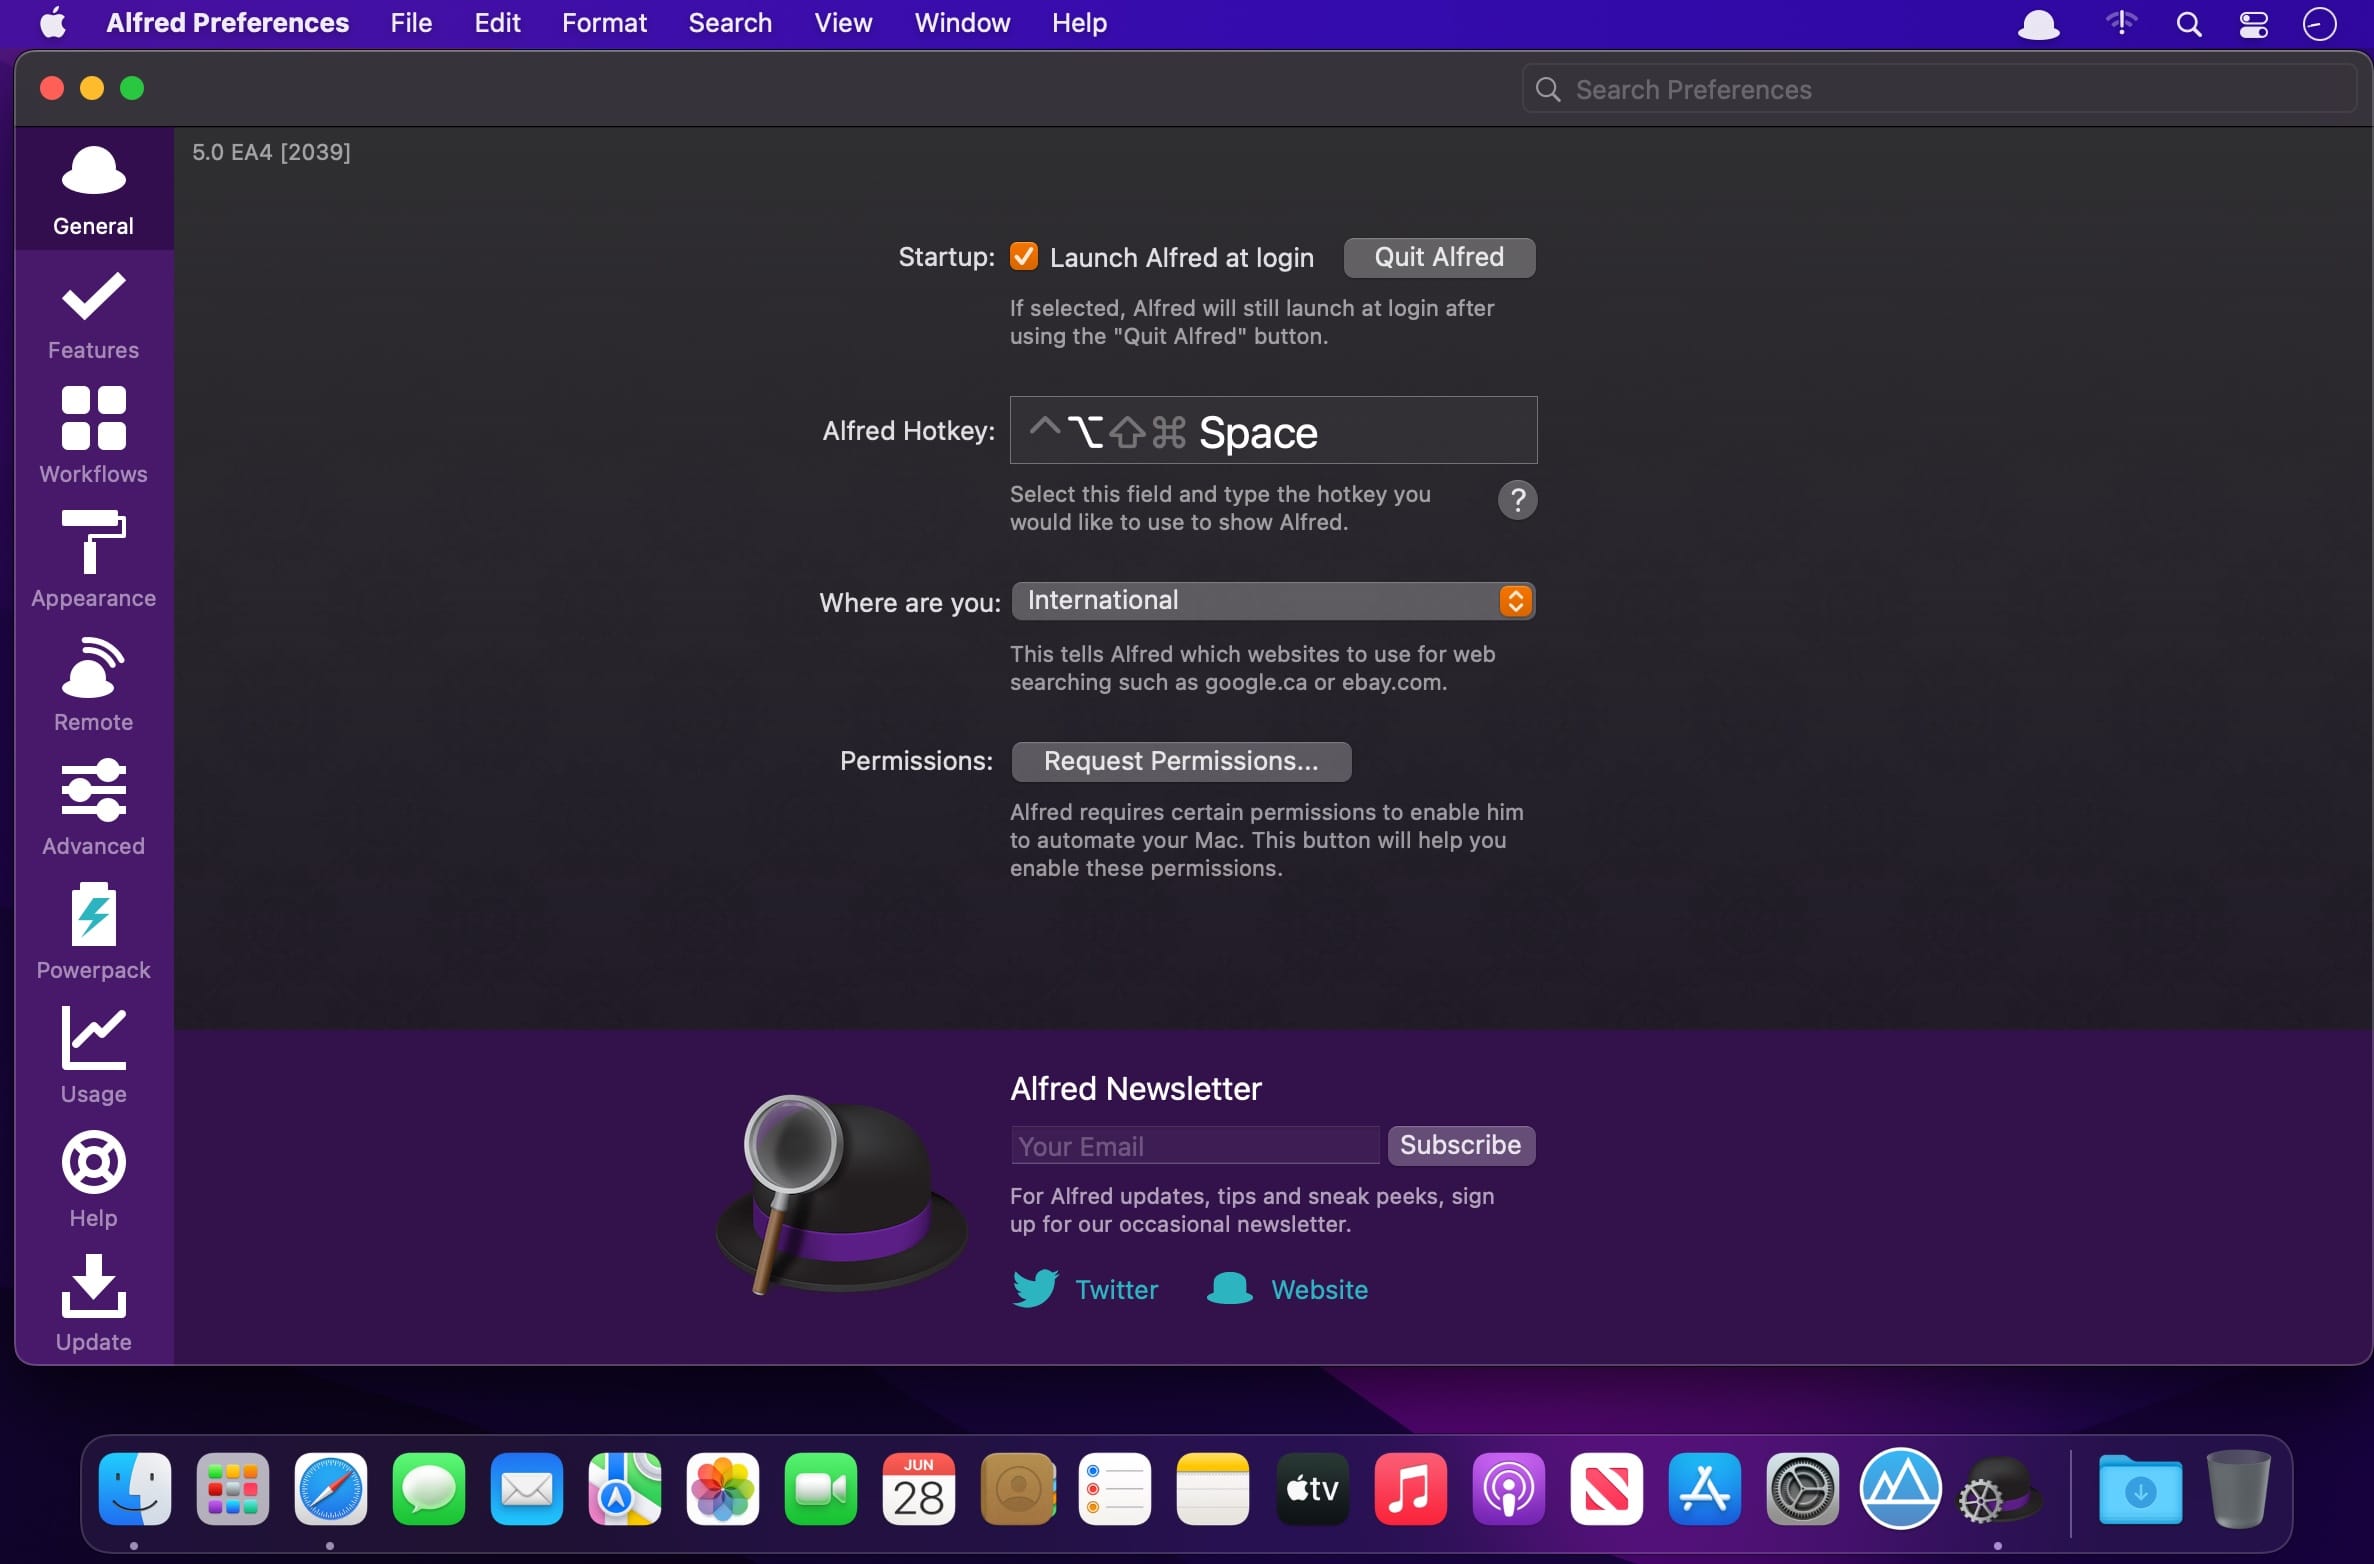 Alfred Preferences File Edit Format Search View Window Help
Search Preferences
5.0 EA4 [2039]
General
Features
Workflows
Appearance
Remote
Advanced
Powerpack
Usage
Help
Update
Startup: Launch Alfred at login Quit Alfred
If selected, Alfred will still launch at login after
using the "Quit Alfred" button.
Alfred Hotkey: ^⌥⇧⌘ Space
Select this field and type the hotkey you
would like to use to show Alfred.
?
Where are you: International
This tells Alfred which websites to use for web
searching such as google.ca or ebay.com.
Permissions: Request Permissions...
Alfred requires certain permissions to enable him
to automate your Mac. This button will help you
enable these permissions.
Alfred Newsletter
Your Email Subscribe
For Alfred updates, tips and sneak peeks, sign
up for our occasional newsletter.
Twitter Website
JUN
28
tv